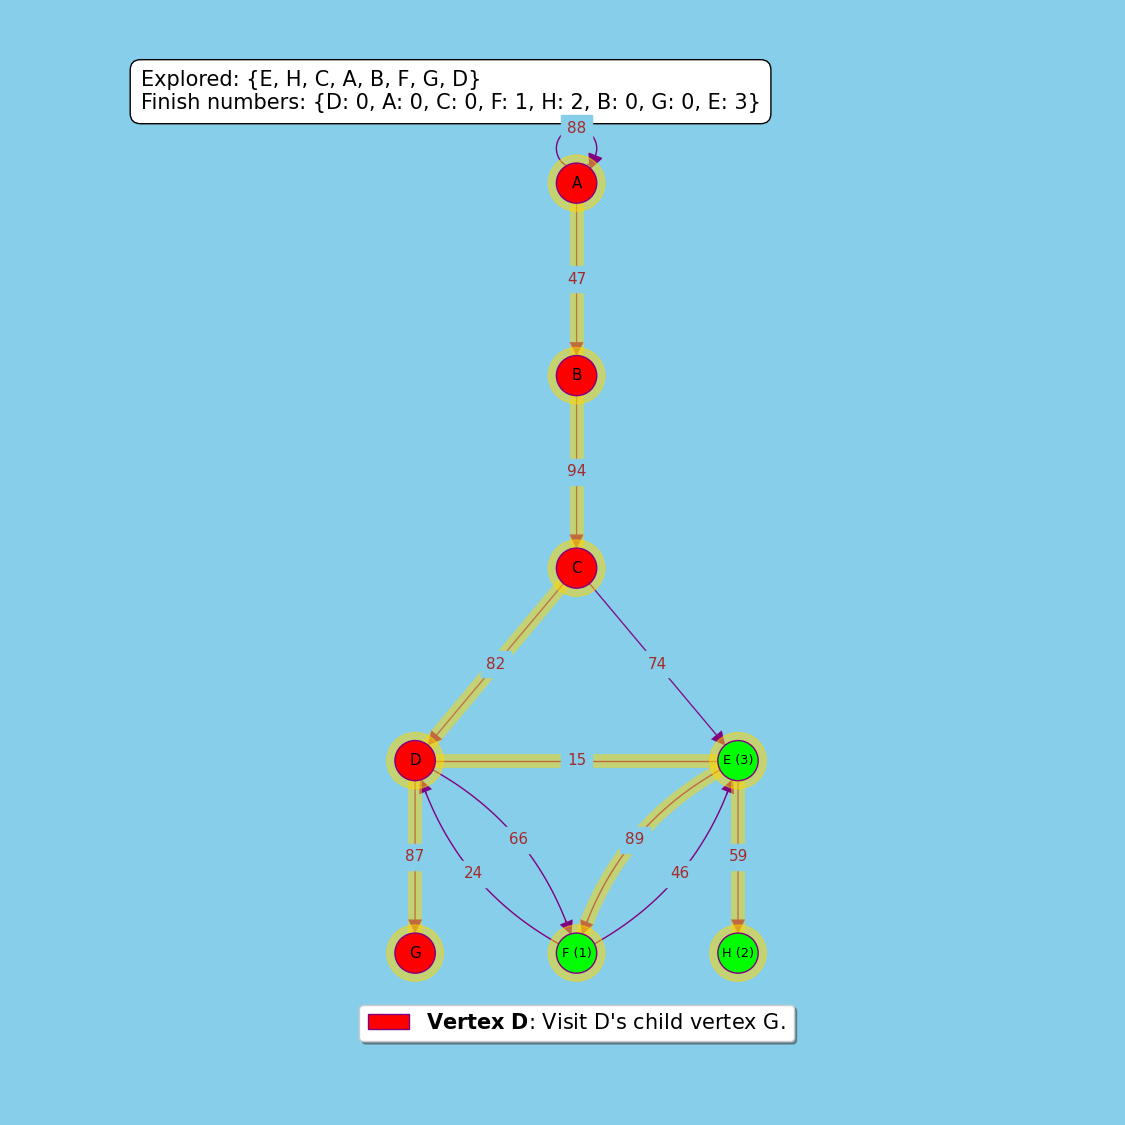 Explored: {E, H, C, A, B, F, G, D}
Finish numbers: {D: 0, A: 0, C: 0, F: 1, H: 2, B: 0, G: 0, E: 3}
88
A
47
B
94
C
82
74
D
15
E (3)
66
89
87
59
24
46
G
F (1)
H (2)
Vertex D: Visit D's child vertex G.